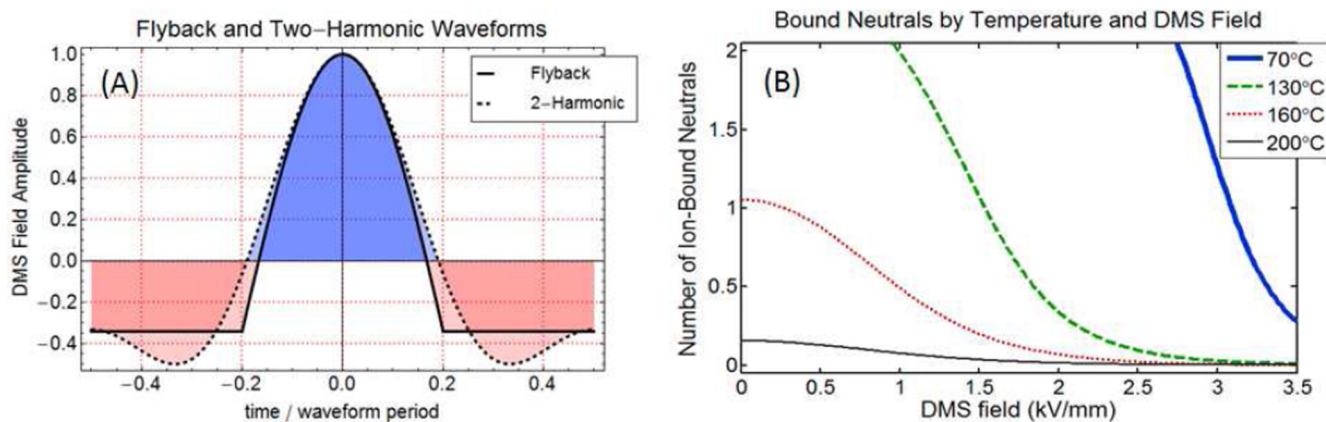 Flyback and Two-Harmonic Waveforms
(A)
Flyback
2-Harmonic
DMS Field Amplitude
1.0
0.8
0.6
0.4
0.2
0.0
-0.2
-0.4
-0.4 -0.2 0.0 0.2 0.4
time / waveform period
Bound Neutrals by Temperature and DMS Field
(B)
70°C
130°C
160°C
200°C
Number of Ion-Bound Neutrals
2
1.5
1
0.5
0
0 0.5 1 1.5 2 2.5 3 3.5
DMS field (kV/mm)